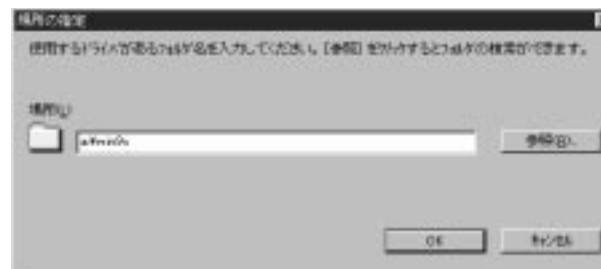 場所の指定
使用するドライバがあるフォルダ名を入力してください。[参照] をクリックするとフォルダの検索ができます。
場所(L)
参照(B)...
OK
キャンセル